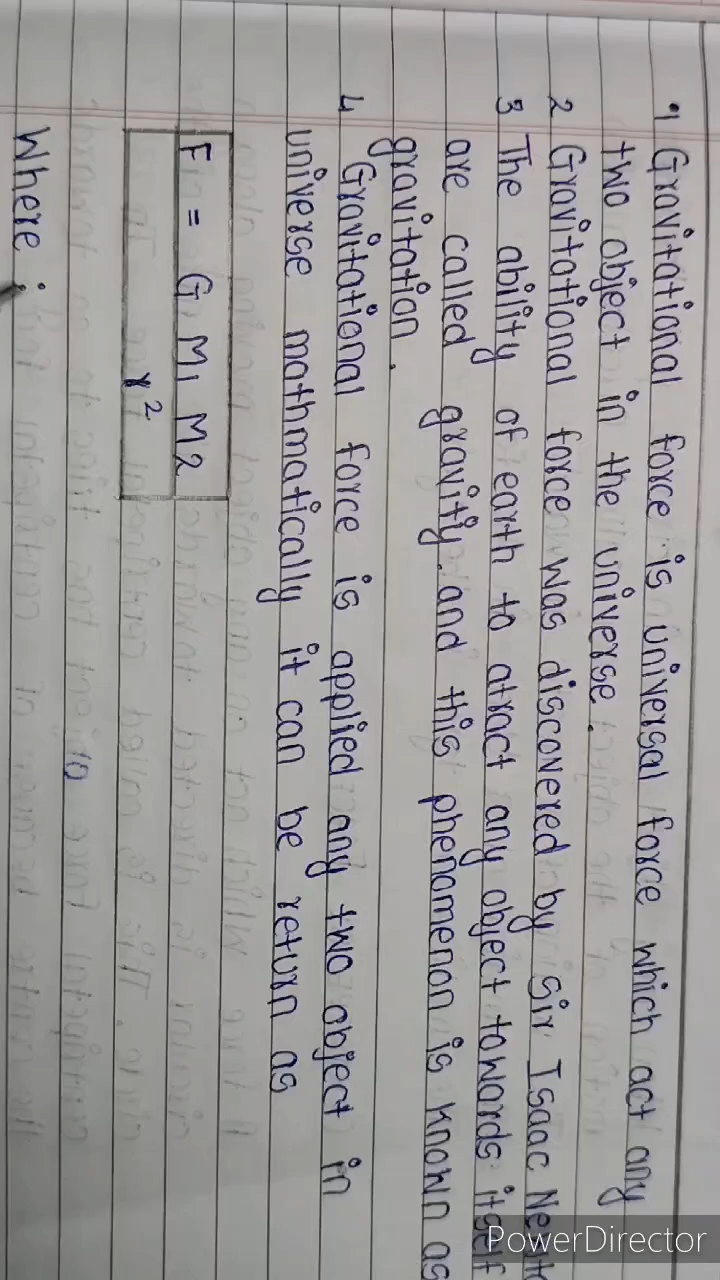 1 Gravitational force is universal force which act any
two object in the universe.
2 Gravitational force was discovered by Sir Isaac
3 The ability of earth to atract any object towards itself
are called gravity and this phenomenon is known as
gravitation.
4 Gravitational force is applied any two object in
universe mathmatically it can be return as
F = G M1 M2
r2
Where :
PowerDirector